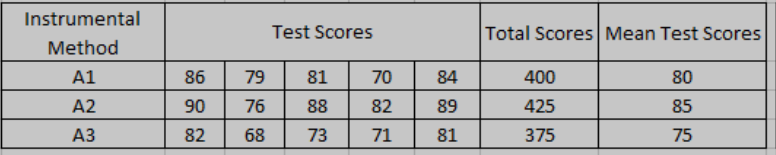 Instrumental Method Test Scores Total Scores Mean Test Scores
A1 86 79 81 70 84 400 80
A2 90 76 88 82 89 425 85
A3 82 68 73 71 81 375 75